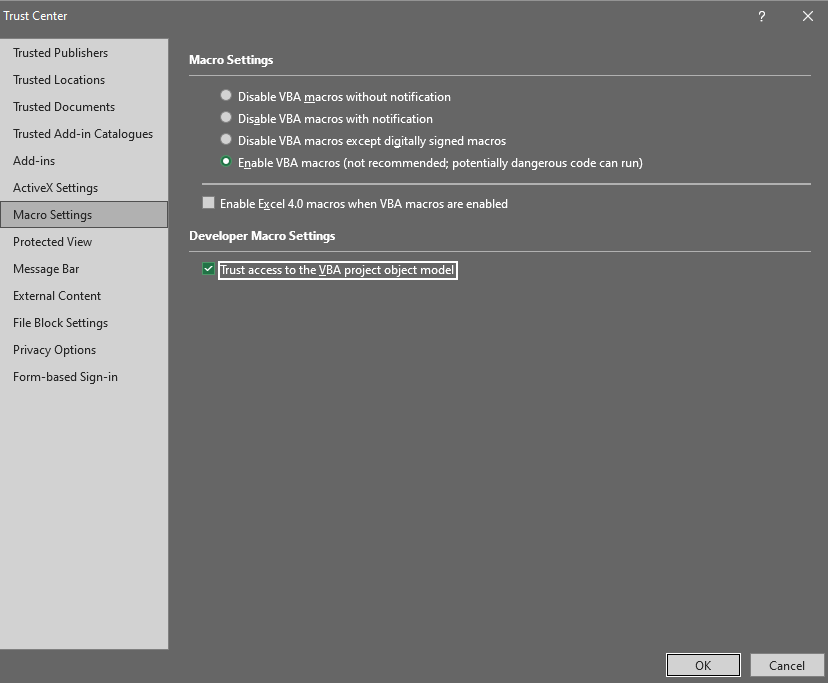 Trust Center
?
Trusted Publishers
Trusted Locations
Trusted Documents
Trusted Add-in Catalogues
Add-ins
ActiveX Settings
Macro Settings
Protected View
Message Bar
External Content
File Block Settings
Privacy Options
Form-based Sign-in
Macro Settings
Disable VBA macros without notification
Disable VBA macros with notification
Disable VBA macros except digitally signed macros
Enable VBA macros (not recommended; potentially dangerous code can run)
Enable Excel 4.0 macros when VBA macros are enabled
Developer Macro Settings
Trust access to the VBA project object model
OK
Cancel